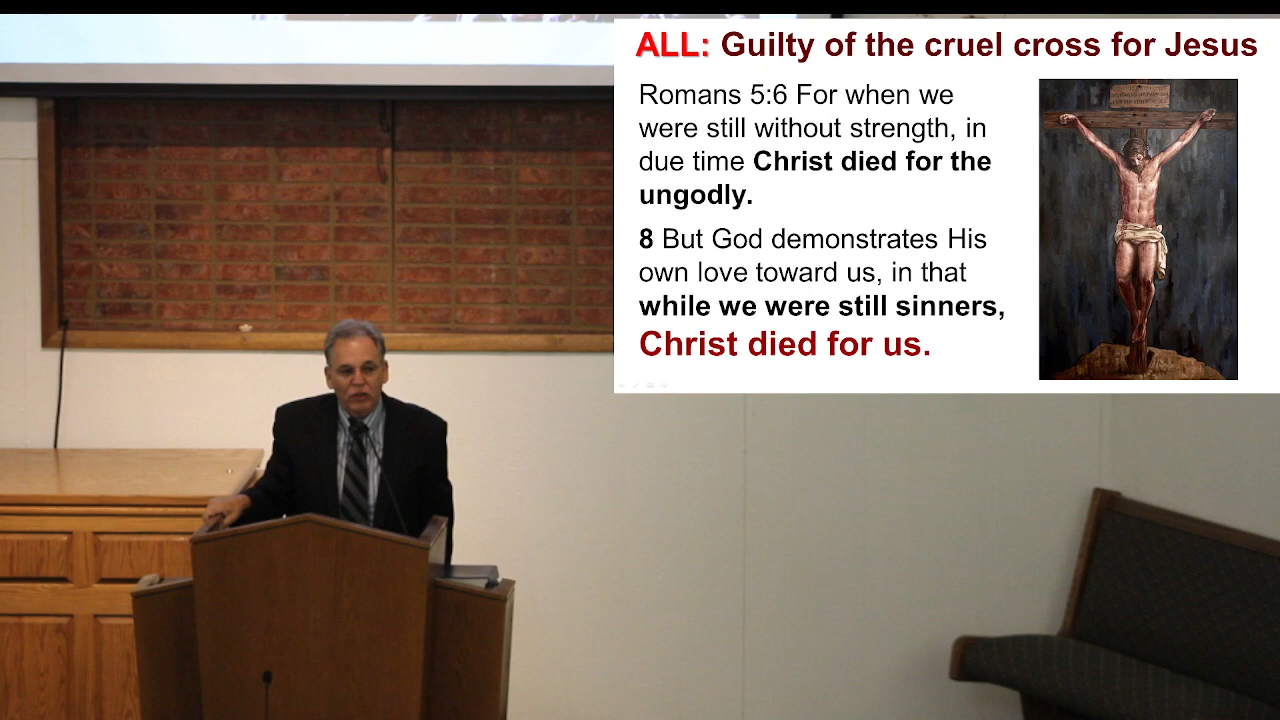 ALL: Guilty of the cruel cross for Jesus
Romans 5:6 For when we
were still without strength, in
due time Christ died for the
ungodly.
8 But God demonstrates His
own love toward us, in that
while we were still sinners,
Christ died for us.